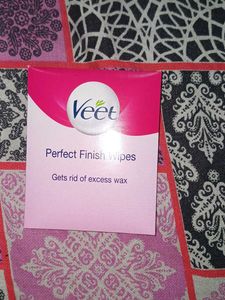 Veet
Perfect Finish Wipes
Gets rid of excess wax